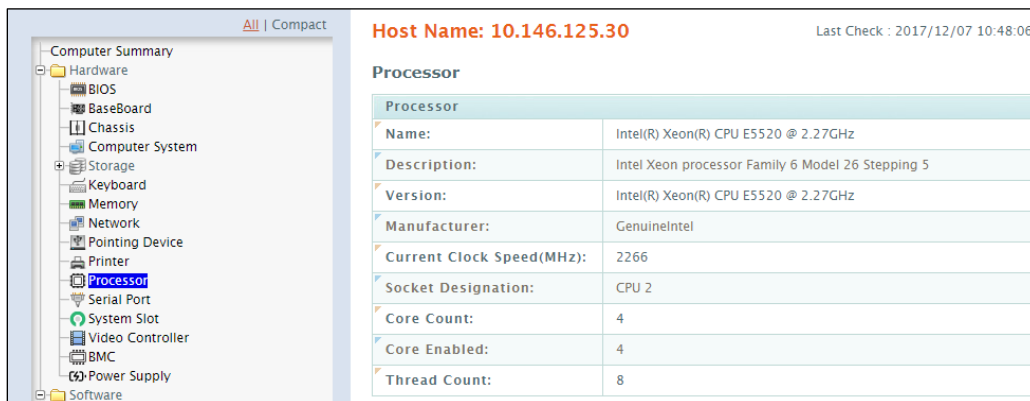 All | Compact
Computer Summary
Hardware
BIOS
BaseBoard
Chassis
Computer System
Storage
Keyboard
Memory
Network
Pointing Device
Printer
Processor
Serial Port
System Slot
Video Controller
BMC
Power Supply
Software
Host Name: 10.146.125.30
Last Check : 2017/12/07 10:48:06
Processor
Processor
Name: Intel(R) Xeon(R) CPU E5520 @ 2.27GHz
Description: Intel Xeon processor Family 6 Model 26 Stepping 5
Version: Intel(R) Xeon(R) CPU E5520 @ 2.27GHz
Manufacturer: GenuineIntel
Current Clock Speed(MHz): 2266
Socket Designation: CPU 2
Core Count: 4
Core Enabled: 4
Thread Count: 8